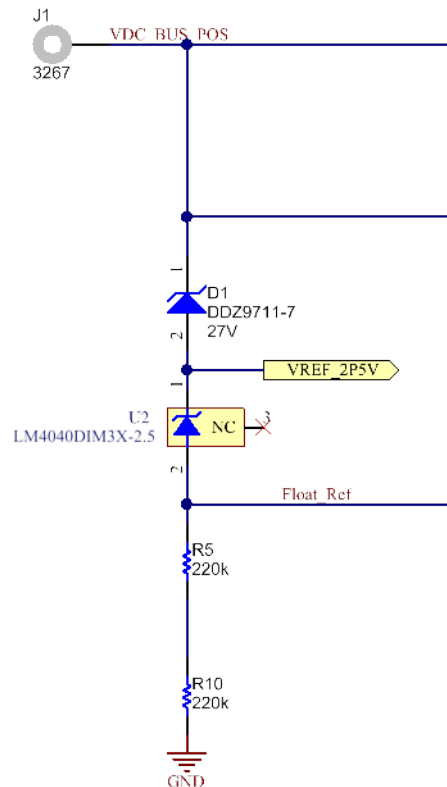 J1
VDC_BUS_POS
3267
1
D1
DDZ9711-7
27V
2
VREF_2P5V
1
U2
LM4040DIM3X-2.5
NC
3
2
Float_Ref
R5
220k
R10
220k
GND